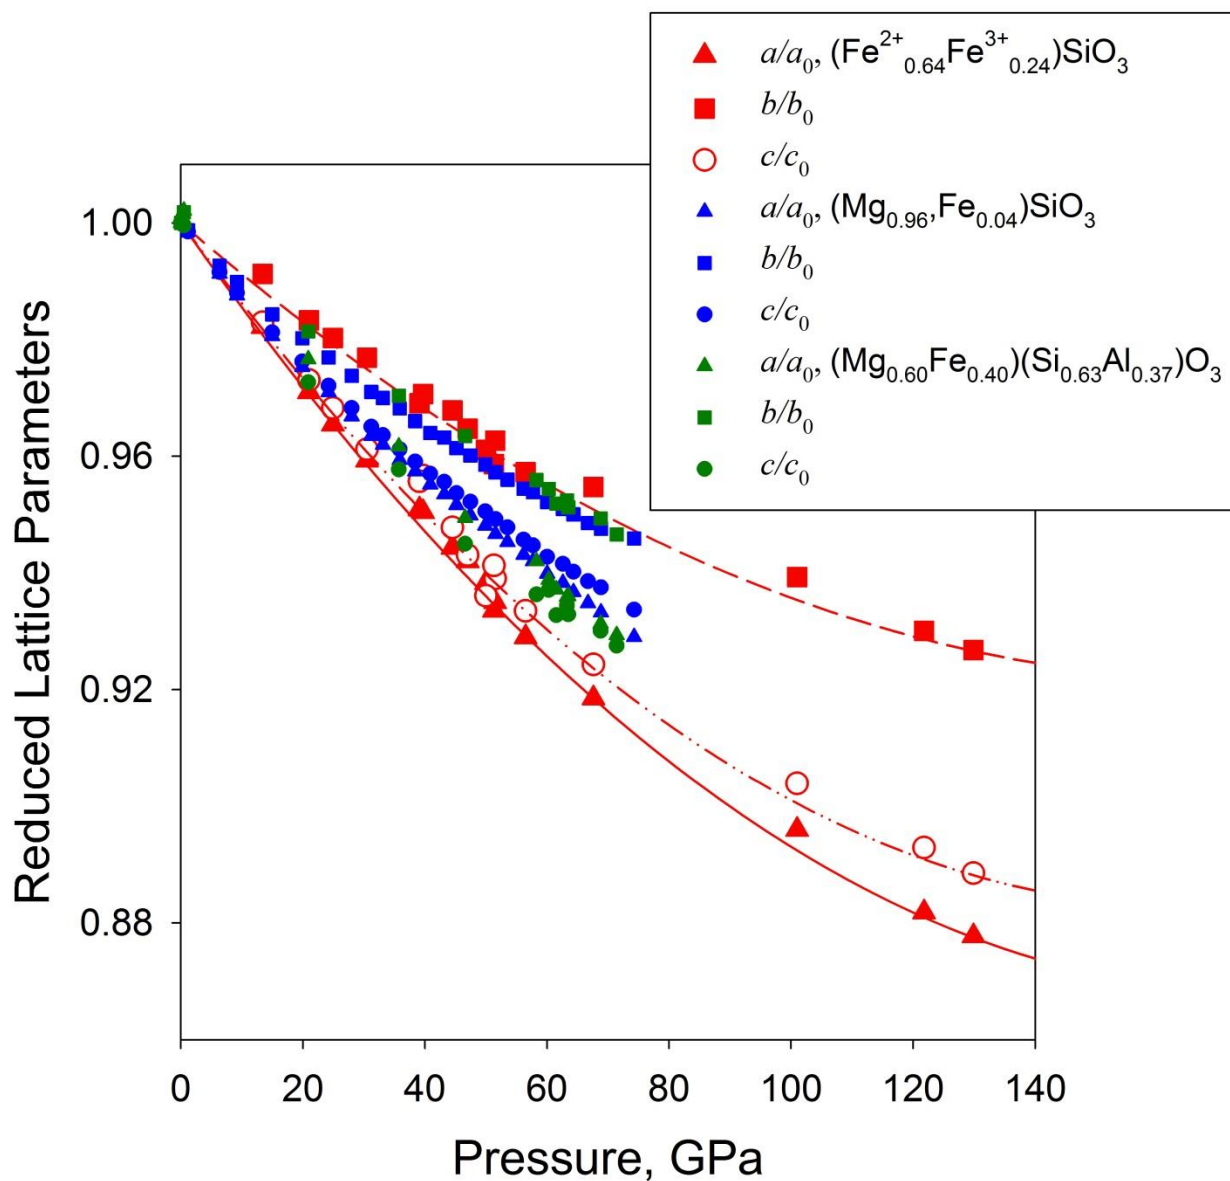 a/a₀, (Fe²⁺₀.₆₄Fe³⁺₀.₂₄)SiO₃
b/b₀
c/c₀
a/a₀, (Mg₀.₉₆,Fe₀.₀₄)SiO₃
b/b₀
c/c₀
a/a₀, (Mg₀.₆₀Fe₀.₄₀)(Si₀.₆₃Al₀.₃₇)O₃
b/b₀
c/c₀
Reduced Lattice Parameters
1.00
0.96
0.92
0.88
0 20 40 60 80 100 120 140
Pressure, GPa